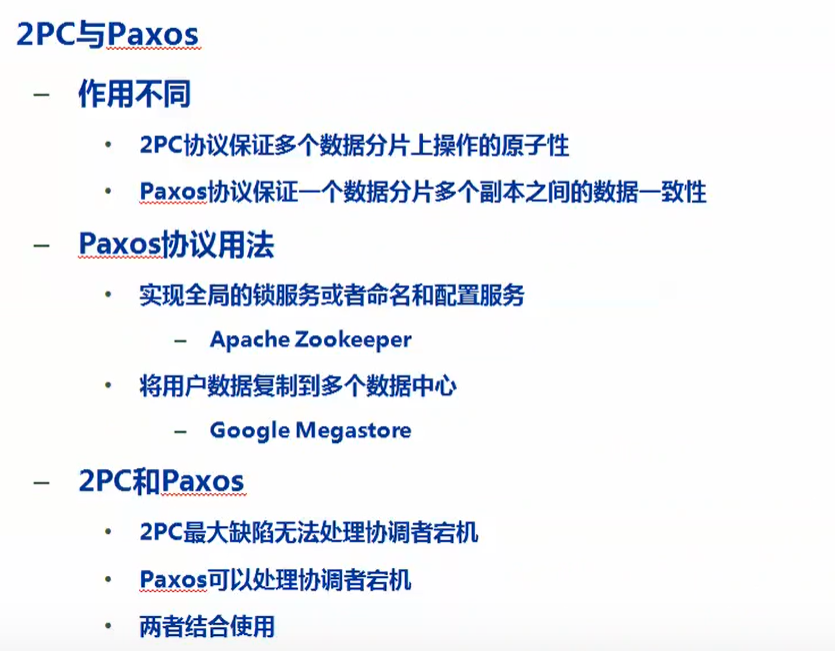 2PC与Paxos
– 作用不同
• 2PC协议保证多个数据分片上操作的原子性
• Paxos协议保证一个数据分片多个副本之间的数据一致性
– Paxos协议用法
• 实现全局的锁服务或者命名和配置服务
– Apache Zookeeper
• 将用户数据复制到多个数据中心
– Google Megastore
– 2PC和Paxos
• 2PC最大缺陷无法处理协调者宕机
• Paxos可以处理协调者宕机
• 两者结合使用